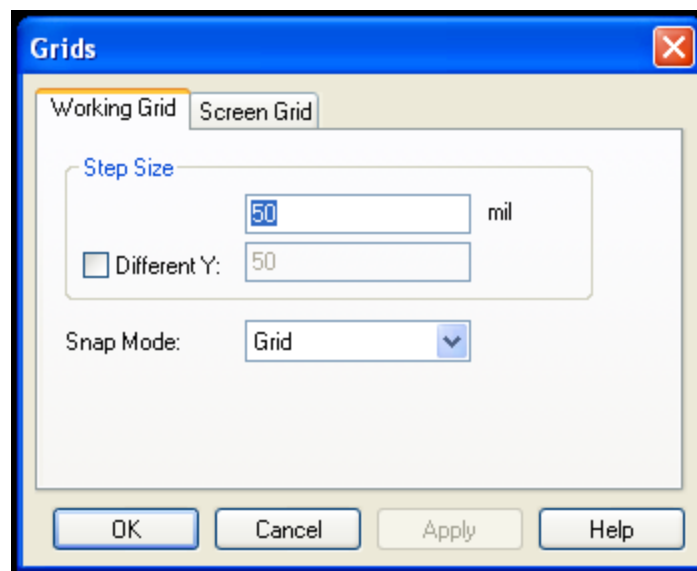 Grids
Working Grid Screen Grid
Step Size
50 mil
Different Y: 50
Snap Mode: Grid
OK Cancel Apply Help